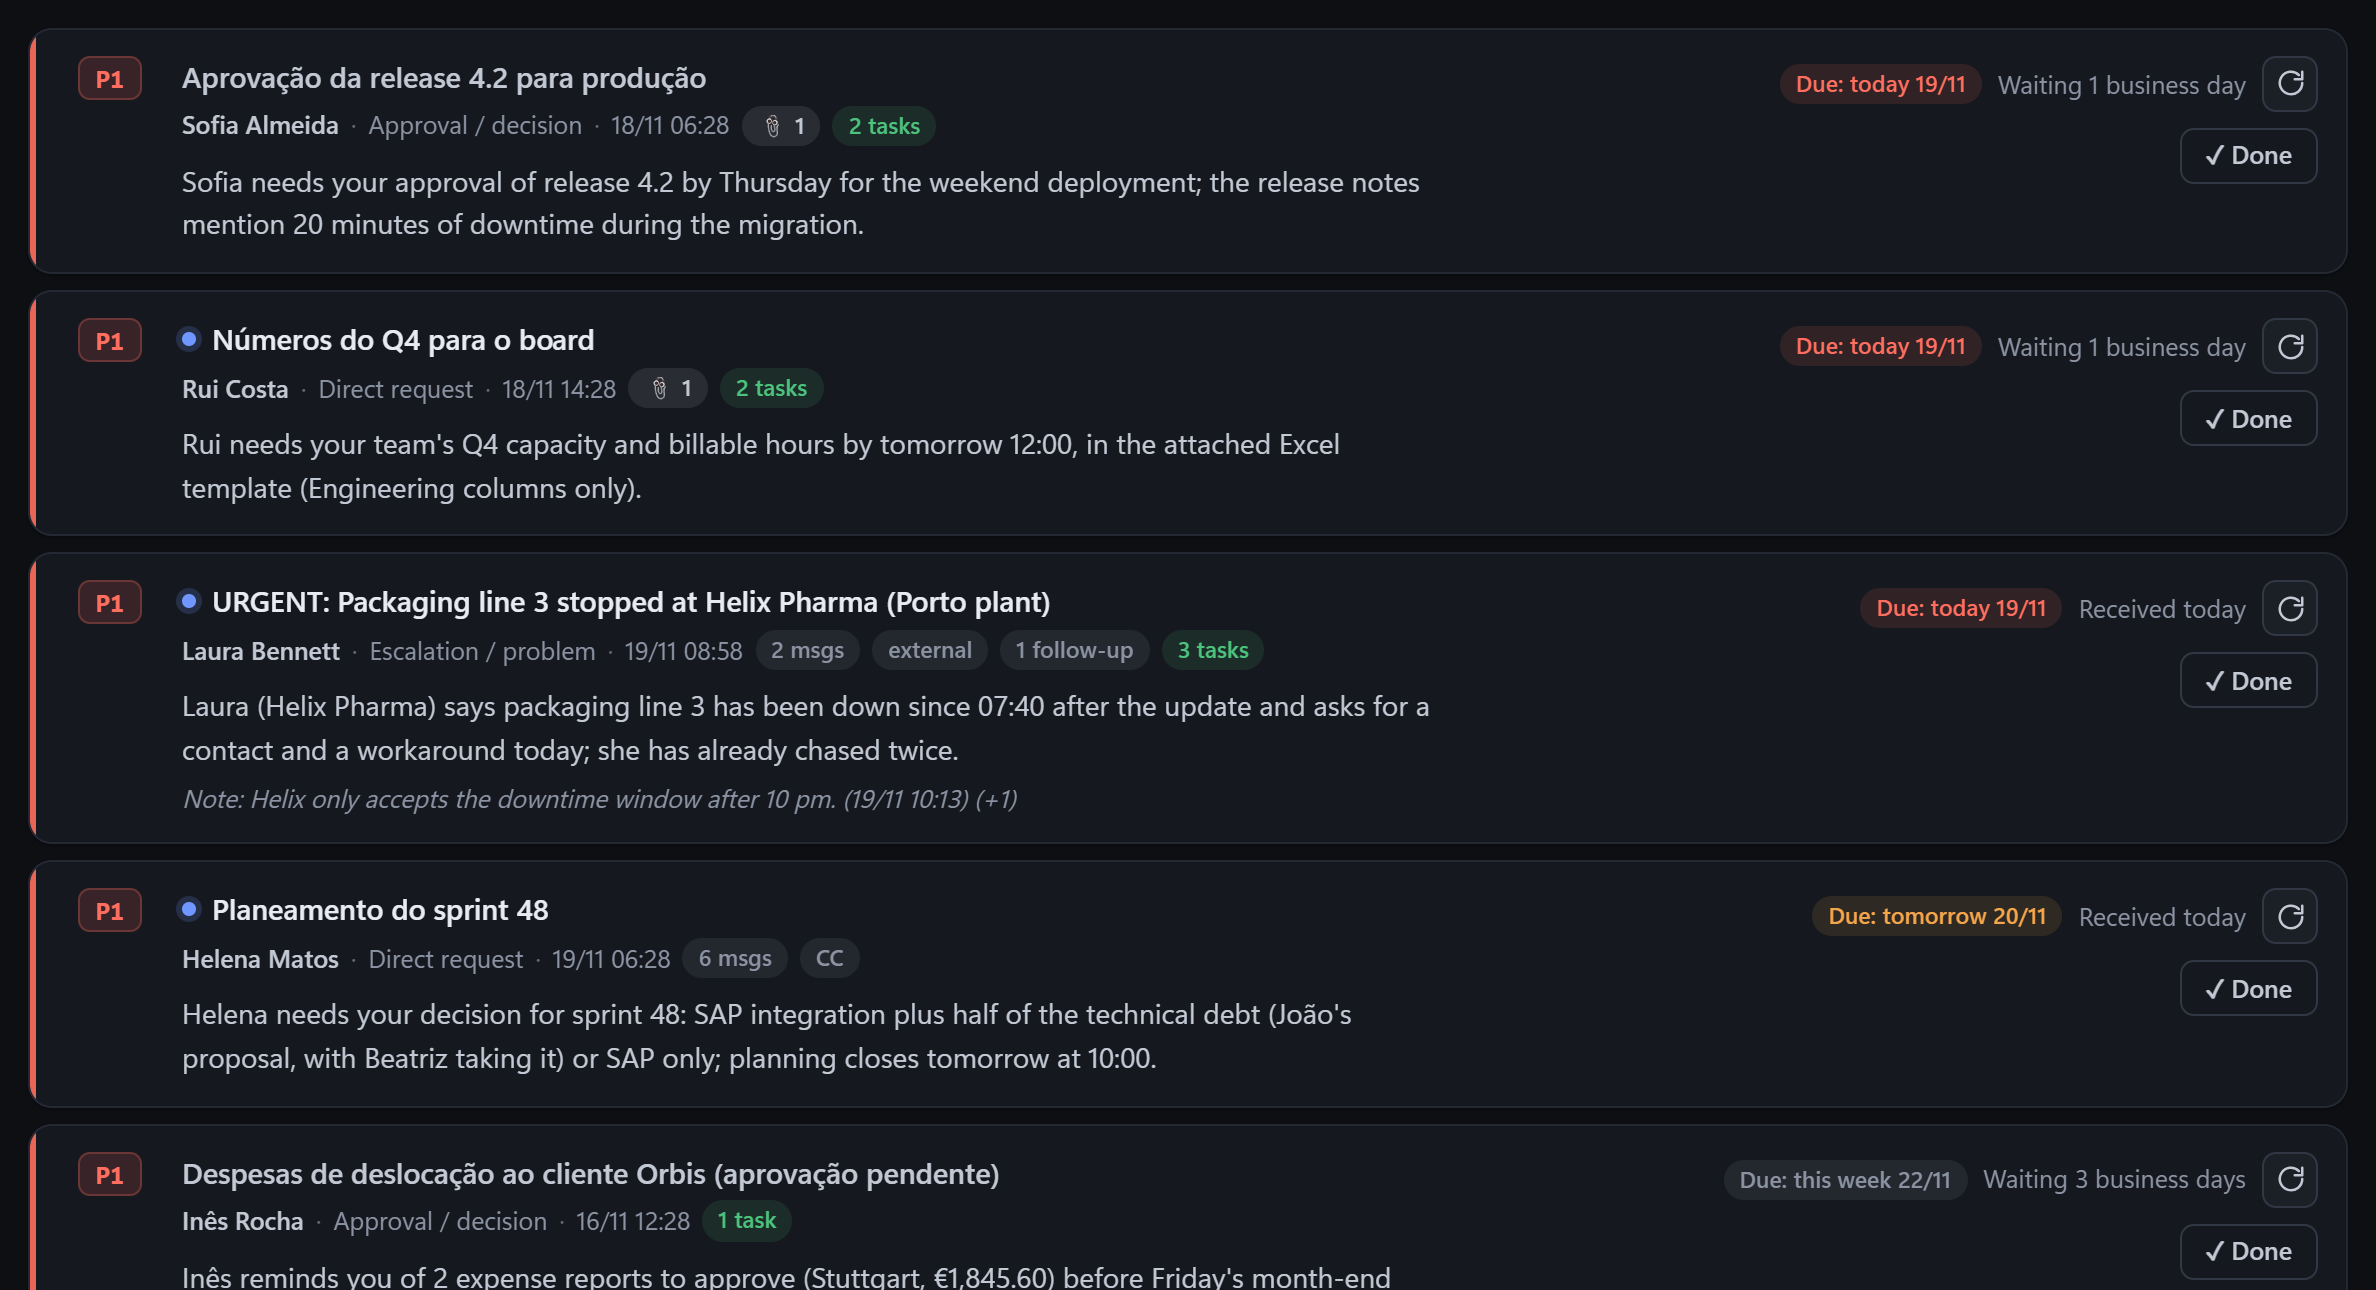 P1 Aprovação da release 4.2 para produção Due: today 19/11 Waiting 1 business day
Sofia Almeida · Approval / decision · 18/11 06:28 1 2 tasks
✓ Done
Sofia needs your approval of release 4.2 by Thursday for the weekend deployment; the release notes
mention 20 minutes of downtime during the migration.
P1 Números do Q4 para o board Due: today 19/11 Waiting 1 business day
Rui Costa · Direct request · 18/11 14:28 1 2 tasks
✓ Done
Rui needs your team's Q4 capacity and billable hours by tomorrow 12:00, in the attached Excel
template (Engineering columns only).
P1 URGENT: Packaging line 3 stopped at Helix Pharma (Porto plant) Due: today 19/11 Received today
Laura Bennett · Escalation / problem · 19/11 08:58 2 msgs external 1 follow-up 3 tasks
✓ Done
Laura (Helix Pharma) says packaging line 3 has been down since 07:40 after the update and asks for a
contact and a workaround today; she has already chased twice.
Note: Helix only accepts the downtime window after 10 pm. (19/11 10:13) (+1)
P1 Planeamento do sprint 48 Due: tomorrow 20/11 Received today
Helena Matos · Direct request · 19/11 06:28 6 msgs CC
✓ Done
Helena needs your decision for sprint 48: SAP integration plus half of the technical debt (João's
proposal, with Beatriz taking it) or SAP only; planning closes tomorrow at 10:00.
P1 Despesas de deslocação ao cliente Orbis (aprovação pendente) Due: this week 22/11 Waiting 3 business days
Inês Rocha · Approval / decision · 16/11 12:28 1 task
✓ Done
Inês reminds you of 2 expense reports to approve (Stuttgart, €1,845.60) before Friday's month-end